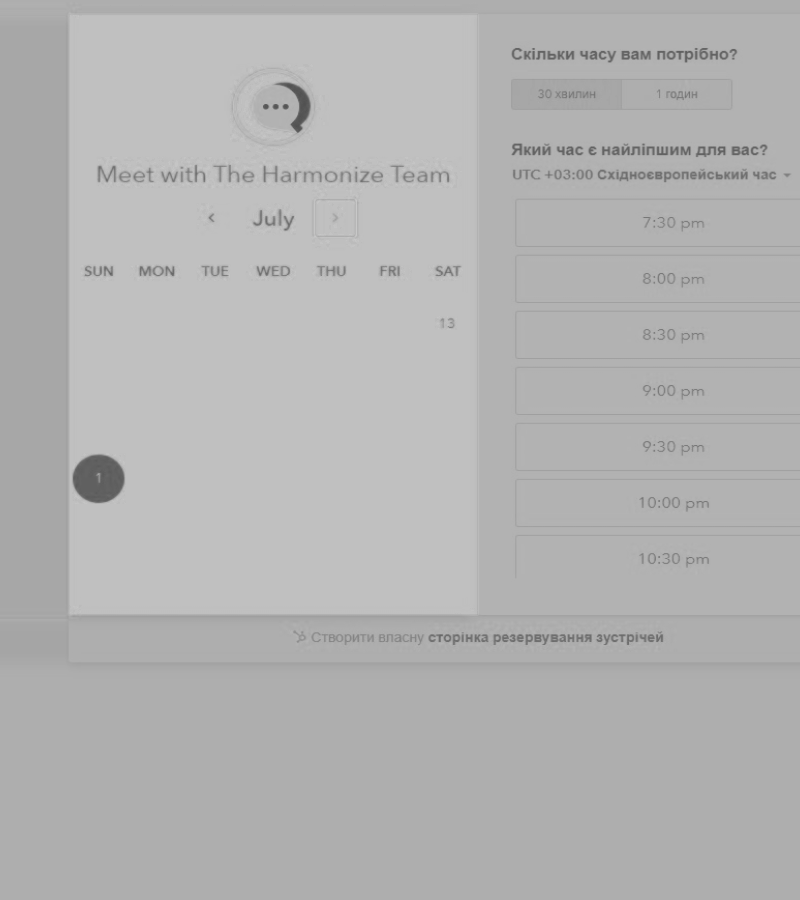 Meet with The Harmonize Team
July
SUN MON TUE WED THU FRI SAT
13
1
Скільки часу вам потрібно?
30 хвилин 1 годин
Який час є найліпшим для вас?
UTC +03:00 Східноєвропейський час
7:30 pm
8:00 pm
8:30 pm
9:00 pm
9:30 pm
10:00 pm
10:30 pm
Створити власну сторінка резервування зустрічей